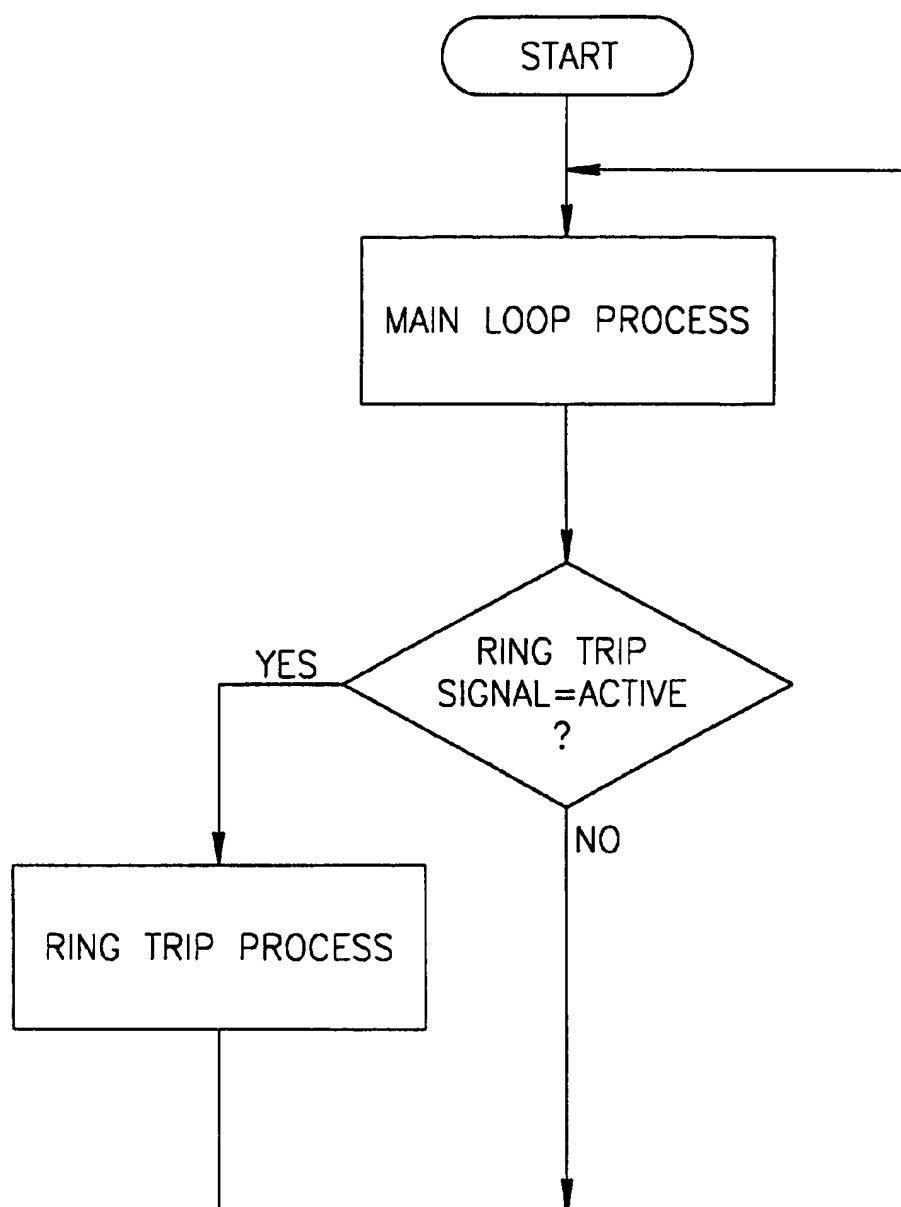 START
MAIN LOOP PROCESS
RING TRIP
SIGNAL=ACTIVE
?
YES
NO
RING TRIP PROCESS